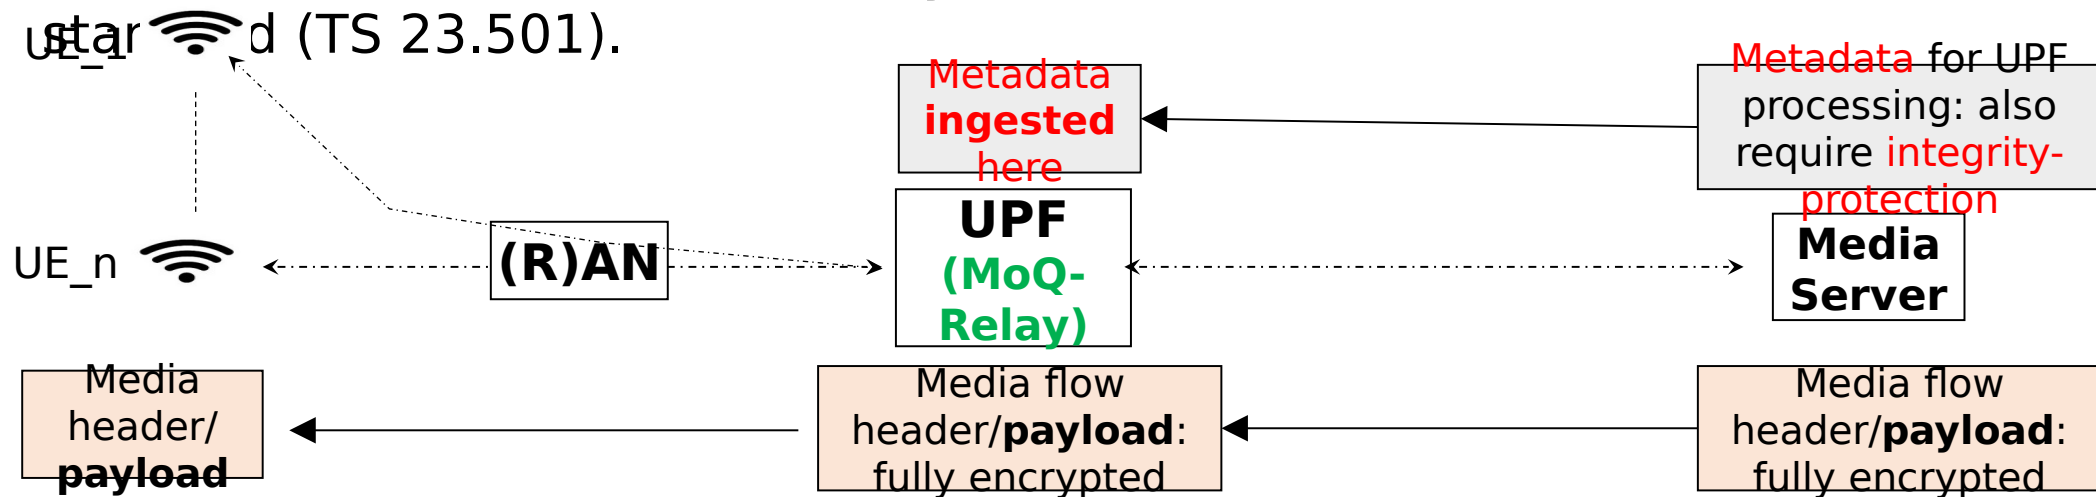 d (TS 23.501).
UE_1
Metadata
ingested
here
Metadata for UPF
processing: also
require integrity-
protection
UE_n
(R)AN
UPF
(MoQ-
Relay)
Media
Server
Media
header/
payload
Media flow
header/payload:
fully encrypted
Media flow
header/payload:
fully encrypted